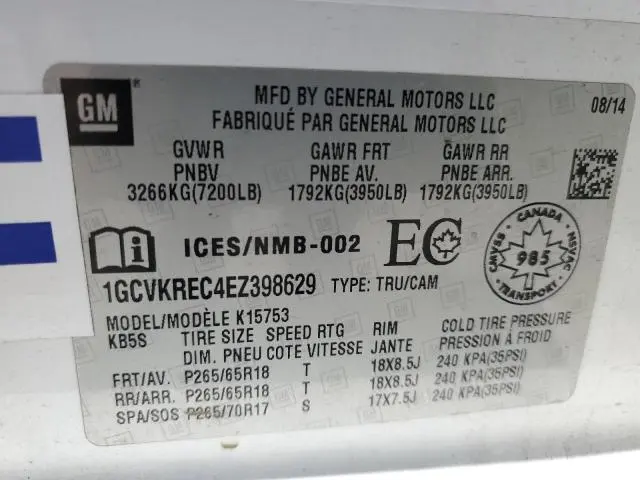 GM
MFD BY GENERAL MOTORS LLC 08/14
FABRIQUÉ PAR GENERAL MOTORS LLC
GVWR GAWR FRT GAWR RR
PNBV PNBE AV. PNBE ARR.
3266KG(7200LB) 1792KG(3950LB) 1792KG(3950LB)
ICES/NMB-002 EC
CANADA CMVSS NSVAC 985 TRANSPORT
1GCVKREC4EZ398629 TYPE: TRU/CAM
MODEL/MODÈLE K15753
KB5S TIRE SIZE SPEED RTG RIM COLD TIRE PRESSURE
DIM. PNEU COTE VITESSE JANTE PRESSION À FROID
FRT/AV. P265/65R18 T 18X8.5J 240 KPA(35PSI)
RR/ARR. P265/65R18 T 18X8.5J 240 KPA(35PSI)
SPA/SOS P265/70R17 S 17X7.5J 240 KPA(35PSI)